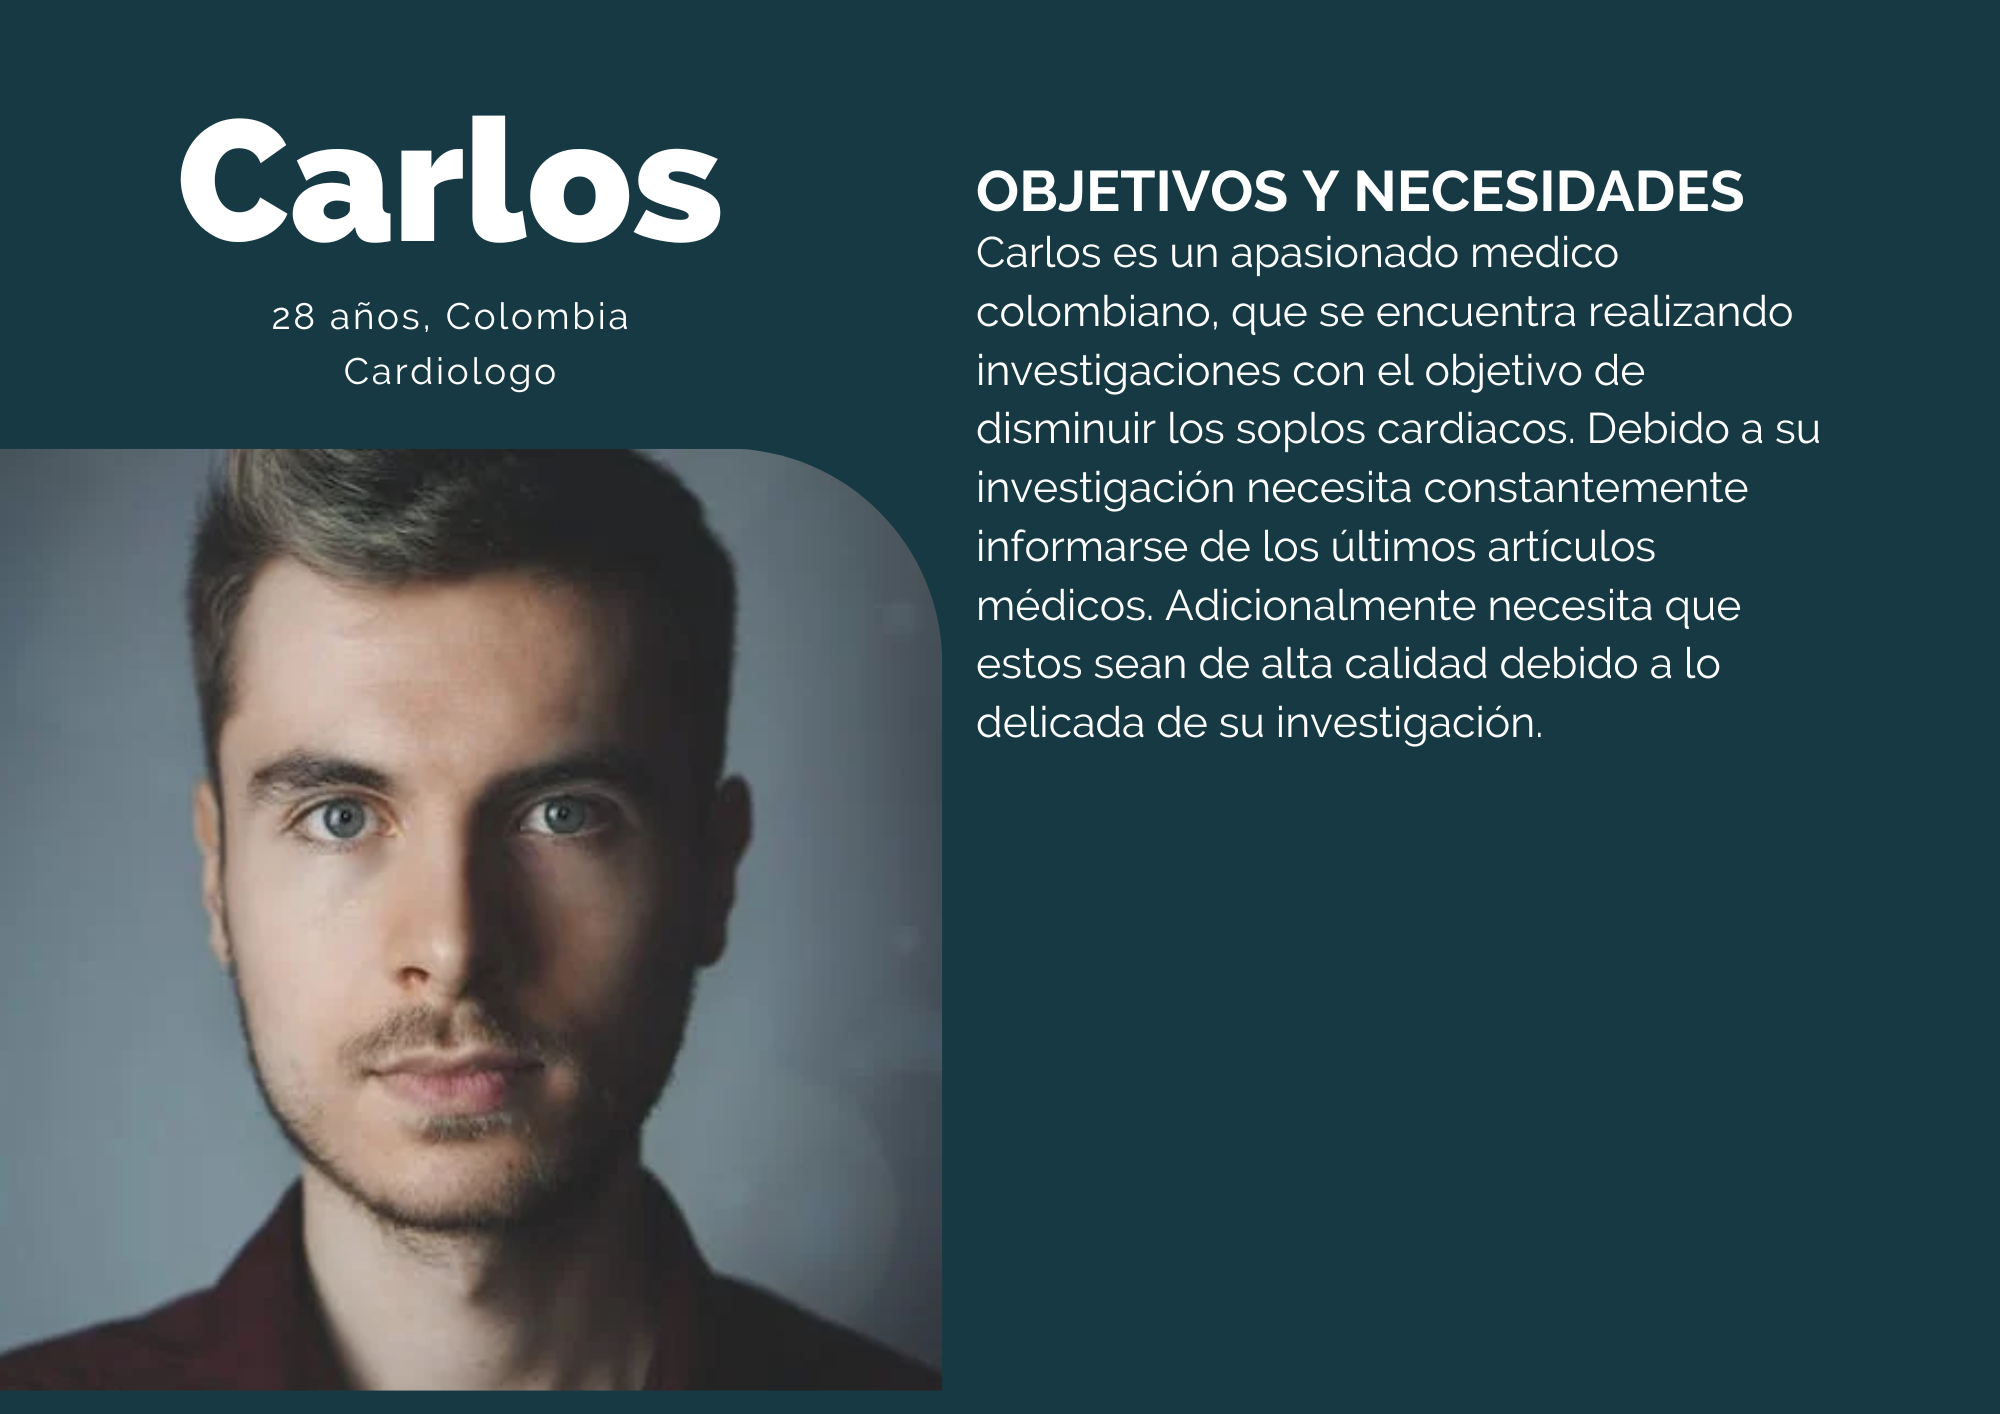 Carlos
28 años, Colombia
Cardiologo
OBJETIVOS Y NECESIDADES
Carlos es un apasionado medico
colombiano, que se encuentra realizando
investigaciones con el objetivo de
disminuir los soplos cardiacos. Debido a su
investigación necesita constantemente
informarse de los últimos artículos
médicos. Adicionalmente necesita que
estos sean de alta calidad debido a lo
delicada de su investigación.